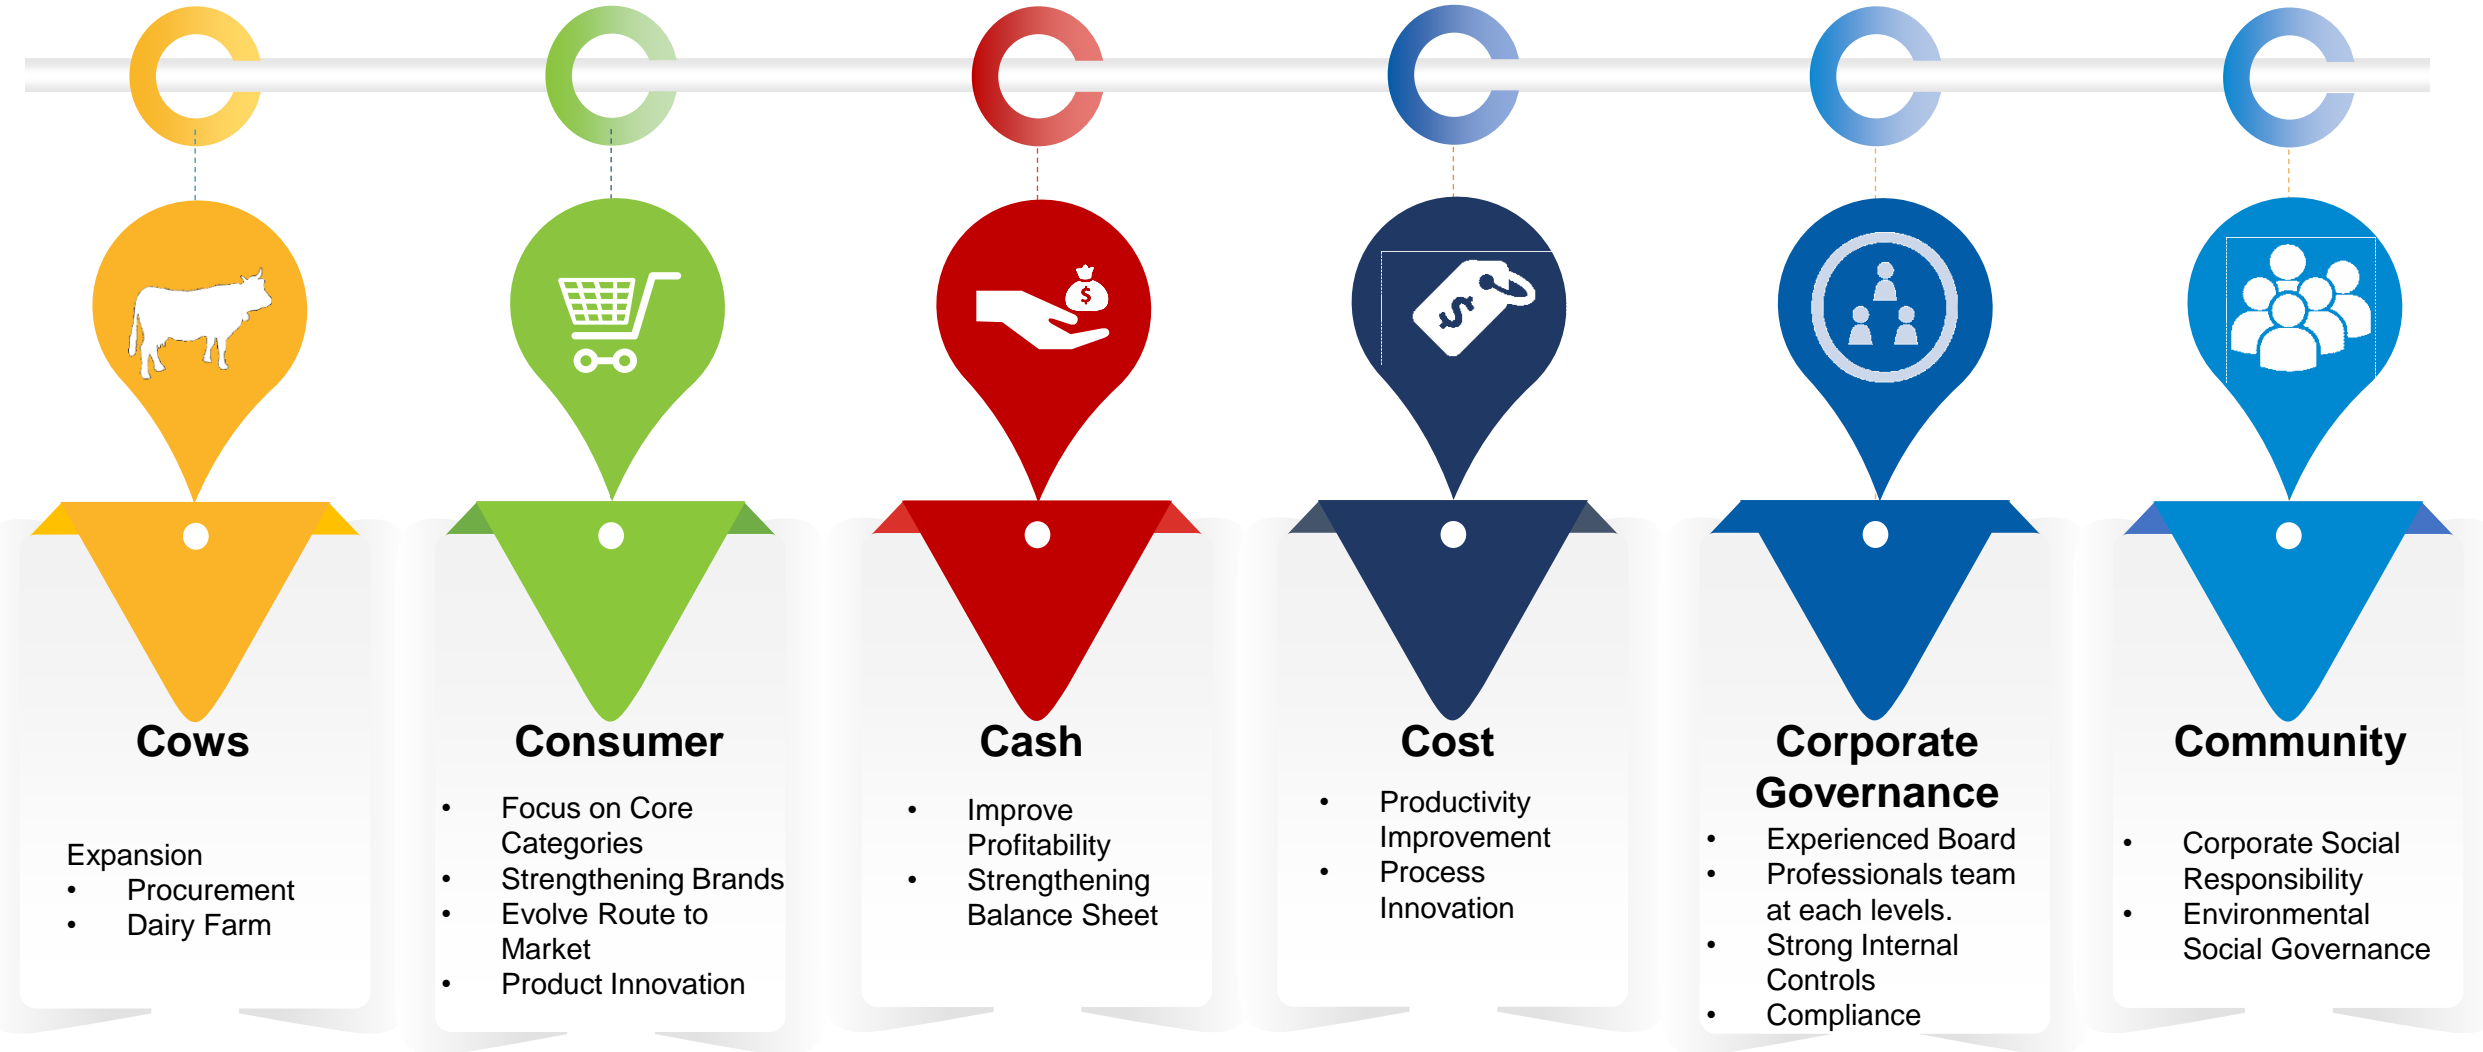 Cows
Expansion
• Procurement
• Dairy Farm
Consumer
• Focus on Core
Categories
• Strengthening Brands
• Evolve Route to
Market
• Product Innovation
Cash
• Improve
Profitability
• Strengthening
Balance Sheet
Cost
• Productivity
Improvement
• Process
Innovation
Corporate
Governance
• Experienced Board
• Professionals team
at each levels.
• Strong Internal
Controls
• Compliance
Community
• Corporate Social
Responsibility
• Environmental
Social Governance